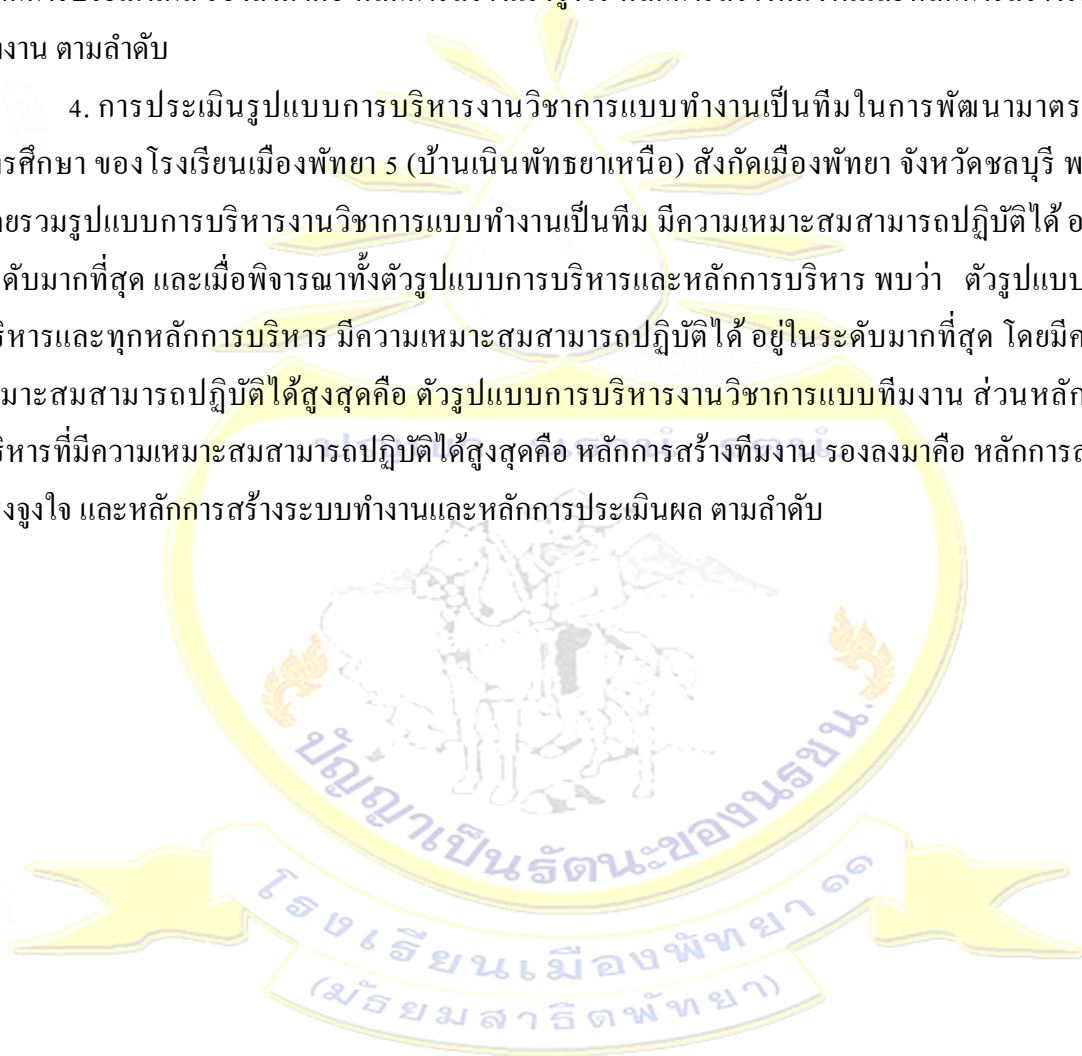 ทำงาน ตามลำดับ
4. การประเมินรูปแบบการบริหารงานวิชาการแบบทำงานเป็นทีมในการพัฒนามาตร
รศึกษา ของโรงเรียนเมืองพัทยา 5 (บ้านเนินพัทธยาเหนือ) สังกัดเมืองพัทยา จังหวัดชลบุรี พ
ยรวมรูปแบบการบริหารงานวิชาการแบบทำงานเป็นทีม มีความเหมาะสมสามารถปฏิบัติได้ อ
ดับมากที่สุด และเมื่อพิจารณาทั้งตัวรูปแบบการบริหารและหลักการบริหาร พบว่า ตัวรูปแบบ
ริหารและทุกหลักการบริหาร มีความเหมาะสมสามารถปฏิบัติได้ อยู่ในระดับมากที่สุด โดยมีค
มาะสมสามารถปฏิบัติได้สูงสุดคือ ตัวรูปแบบการบริหารงานวิชาการแบบทีมงาน ส่วนหลัก
ริหารที่มีความเหมาะสมสามารถปฏิบัติได้สูงสุดคือ หลักการสร้างทีมงาน รองลงมาคือ หลักการส
งจูงใจ และหลักการสร้างระบบทำงานและหลักการประเมินผล ตามลำดับ
ปัญญาเป็นรัตนะของนรชน.
โรงเรียนเมืองพัทยา ๑๑
(มัธยมสาธิตพัทยา)